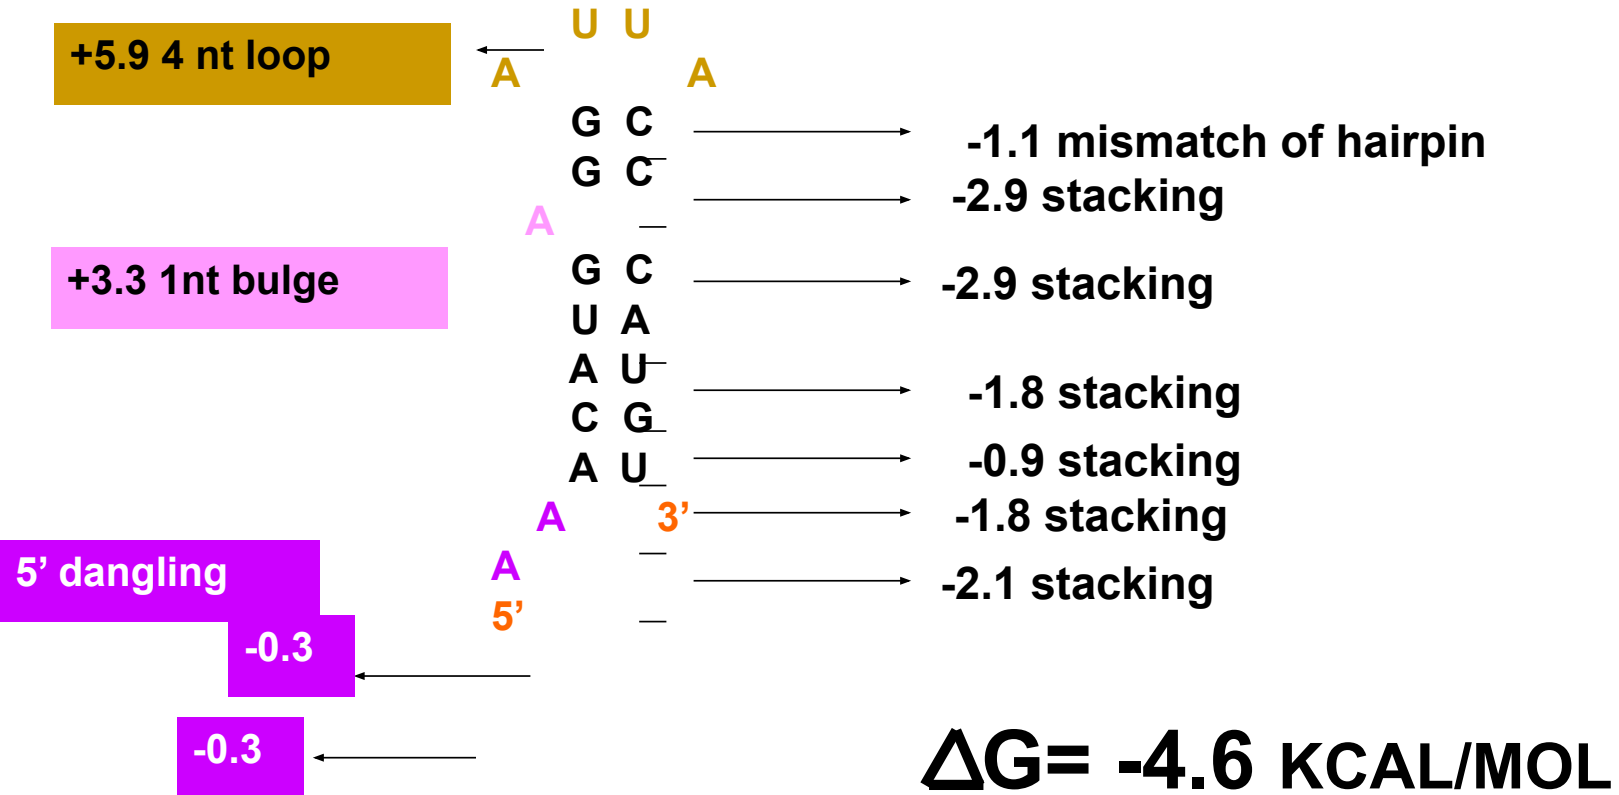 U U
+5.9 4 nt loop
A A
G C
-1.1 mismatch of hairpin
G C
-2.9 stacking
A
+3.3 1nt bulge
G C
-2.9 stacking
U A
A U
-1.8 stacking
C G
A U
-0.9 stacking
A 3’
-1.8 stacking
5’ dangling
A
-2.1 stacking
5’
-0.3
-0.3
ΔG= -4.6 KCAL/MOL